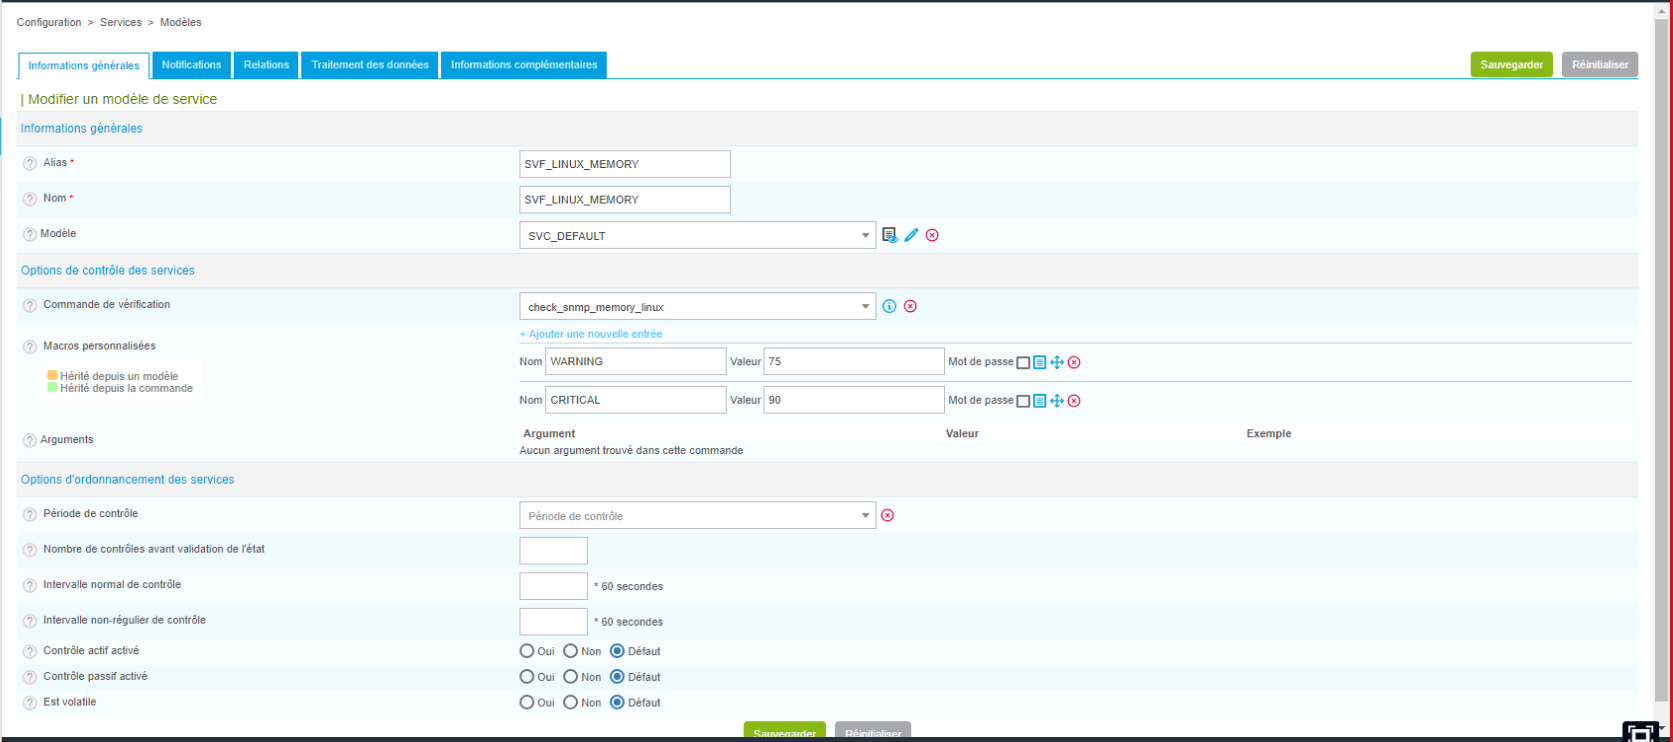 Configuration > Services > Modèles
Informations générales Notifications Relations Traitement des données Informations complémentaires Sauvegarder Réinitialiser
| Modifier un modèle de service
Informations générales
? Alias * SVF_LINUX_MEMORY
? Nom * SVF_LINUX_MEMORY
? Modèle SVC_DEFAULT
Options de contrôle des services
? Commande de vérification check_snmp_memory_linux
+ Ajouter une nouvelle entrée
? Macros personnalisées
Nom WARNING Valeur 75 Mot de passe
Hérité depuis un modèle
Hérité depuis la commande
Nom CRITICAL Valeur 90 Mot de passe
? Arguments Argument Valeur Exemple
Aucun argument trouvé dans cette commande
Options d'ordonnancement des services
? Période de contrôle Période de contrôle
? Nombre de contrôles avant validation de l'état
? Intervalle normal de contrôle * 60 secondes
? Intervalle non-régulier de contrôle * 60 secondes
? Contrôle actif activé Oui Non Défaut
? Contrôle passif activé Oui Non Défaut
? Est volatile Oui Non Défaut
Sauvegarder Réinitialiser